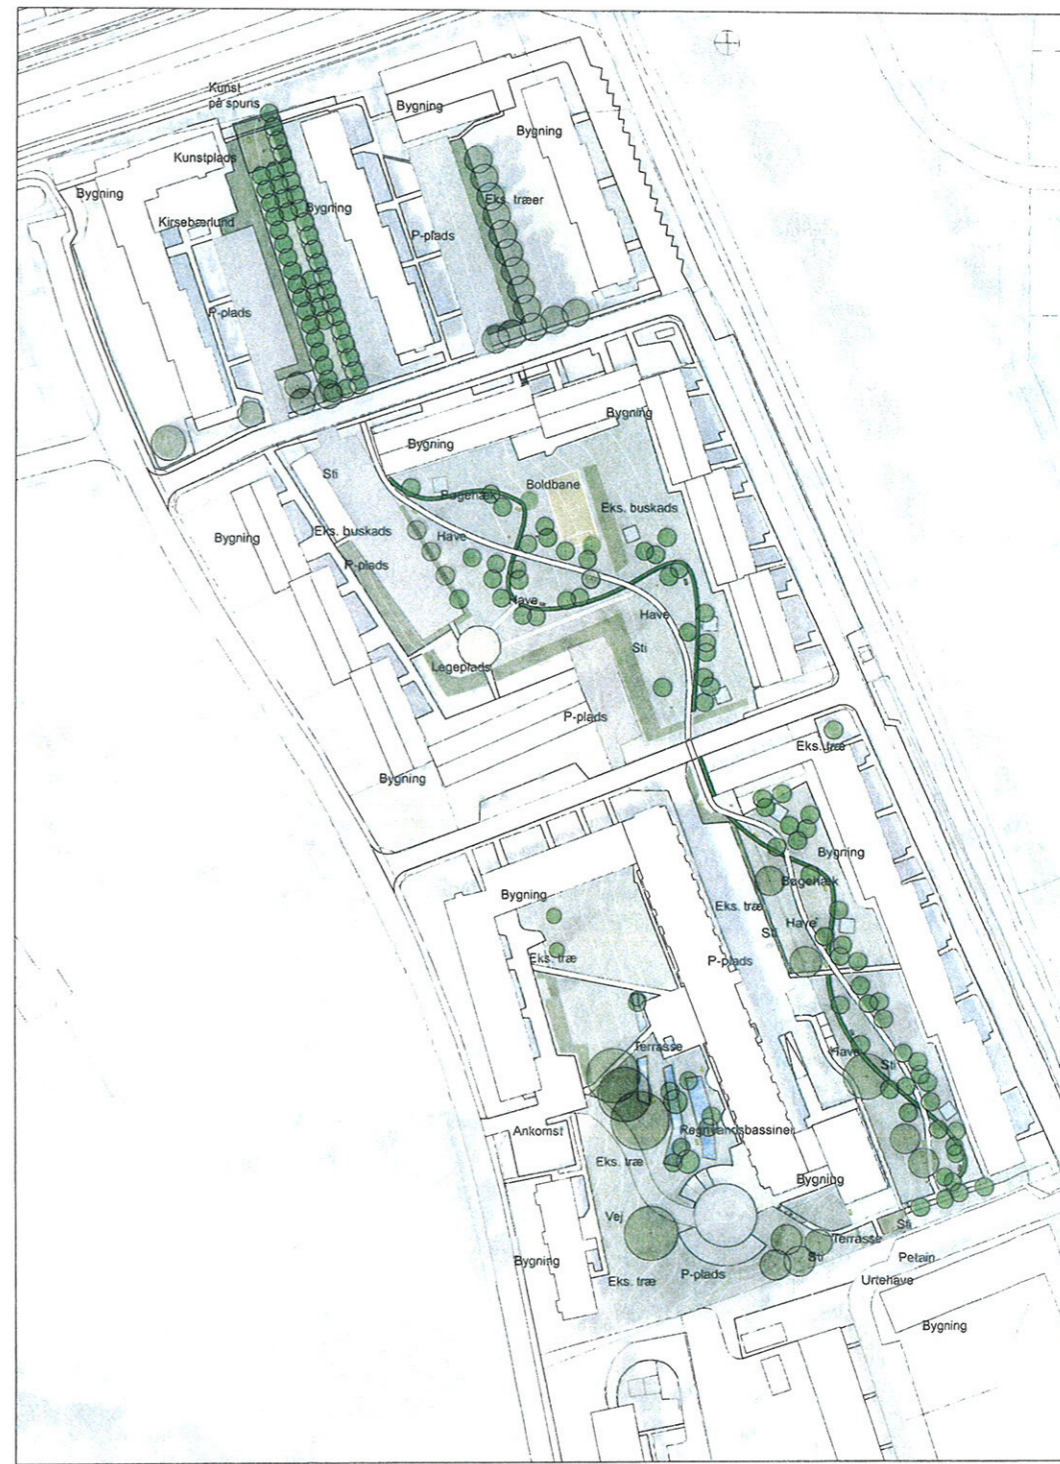 Kunst
på spuris
Bygning
Bygning
Kunstplads
Bygning
Eks. træer
Bygning
Kirsebærlund
P-plads
P-plads
Bygning
Bygning
Sti
Boldbane
Bøgehæk
Eks. buskads
Eks. buskads
Have
Bygning
P-plads
Have
Have
Sti
Legeplads
P-plads
Eks. træ
Bygning
Bygning
Bøgehæk
Bygning
Eks. træ
Have
Sti
Eks. træ
P-plads
Terrasse
Have
Sti
Ankomst
Regnvandsbassiner
Eks. træ
Bygning
Vej
Sti
Terrasse
Sti
Petain
Bygning
P-plads
Eks. træ
Urtehave
Bygning